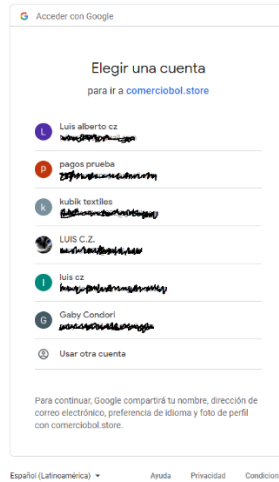 Acceder con Google
Elegir una cuenta
para ir a comerciobol.store
L Luis alberto cz
P pagos prueba
k kubik textiles
LUIS C.Z.
l luis cz
G Gaby Condori
Usar otra cuenta
Para continuar, Google compartirá tu nombre, dirección de
correo electrónico, preferencia de idioma y foto de perfil
con comerciobol.store.
Español (Latinoamérica) Ayuda Privacidad Condicion